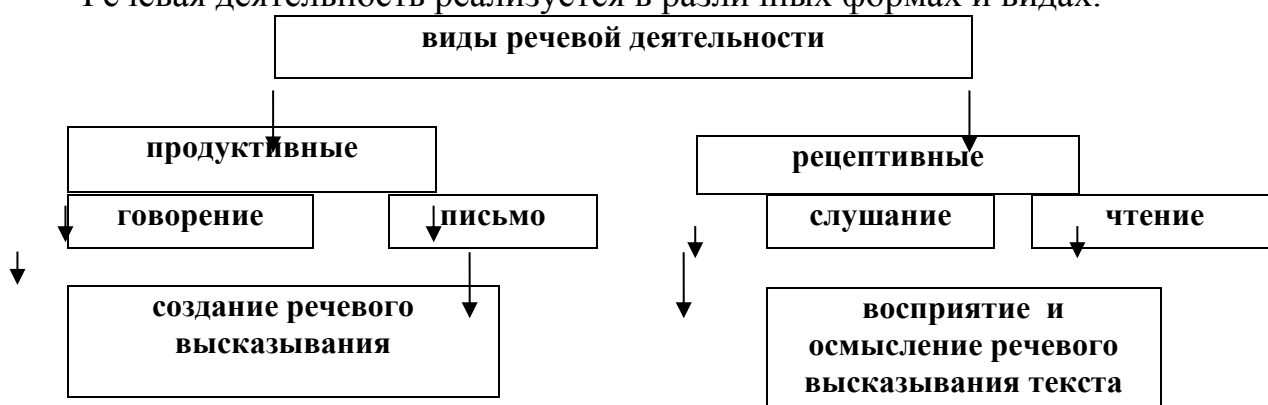 Речевая деятельность реализуется в различных формах и видах:
виды речевой деятельности
продуктивные
рецептивные
говорение
письмо
слушание
чтение
создание речевого
высказывания
восприятие и
осмысление речевого
высказывания текста